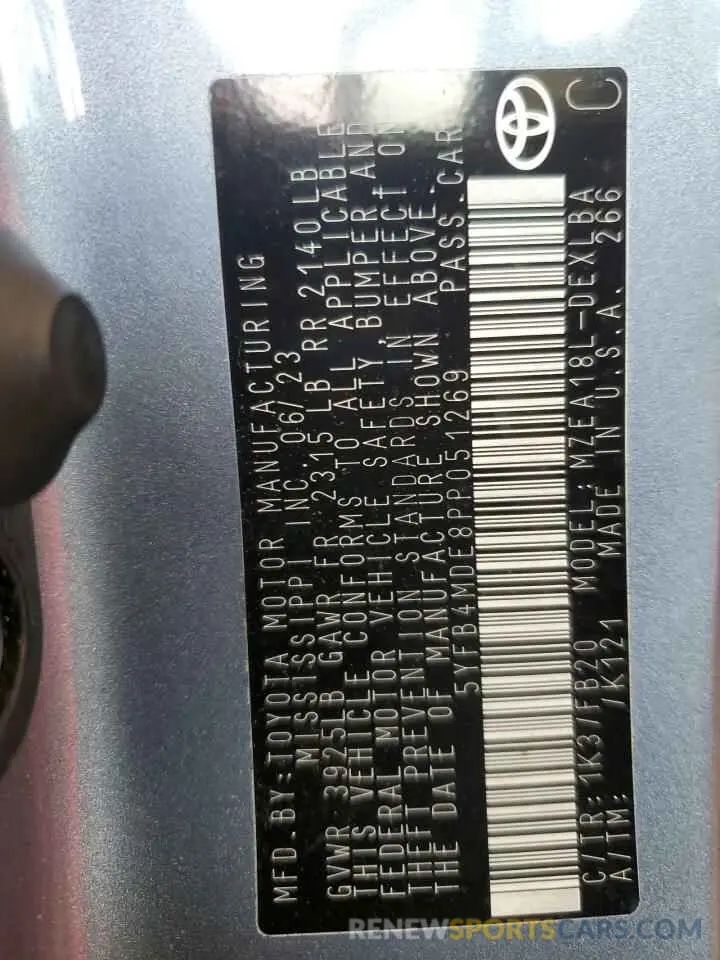 MFD.BY:TOYOTA MOTOR MANUFACTURING
MISSISSIPPI INC. 06/23
GVWR 3925LB GAWR FR 2315 LB RR 2140 LB
THIS VEHICLE CONFORMS TO ALL APPLICABLE
FEDERAL MOTOR VEHICLE SAFETY, BUMPER, AND
THEFT PREVENTION STANDARDS IN EFFECT ON
THE DATE OF MANUFACTURE SHOWN ABOVE.
5YFB4MDE8PP051269 PASS.CAR
C/TR: 1K3/FB20 MODEL: MZEA18L-DEXLBA
A/TM: /K121 MADE IN U.S.A. 266
C
RENEWSPORTSCARS.COM